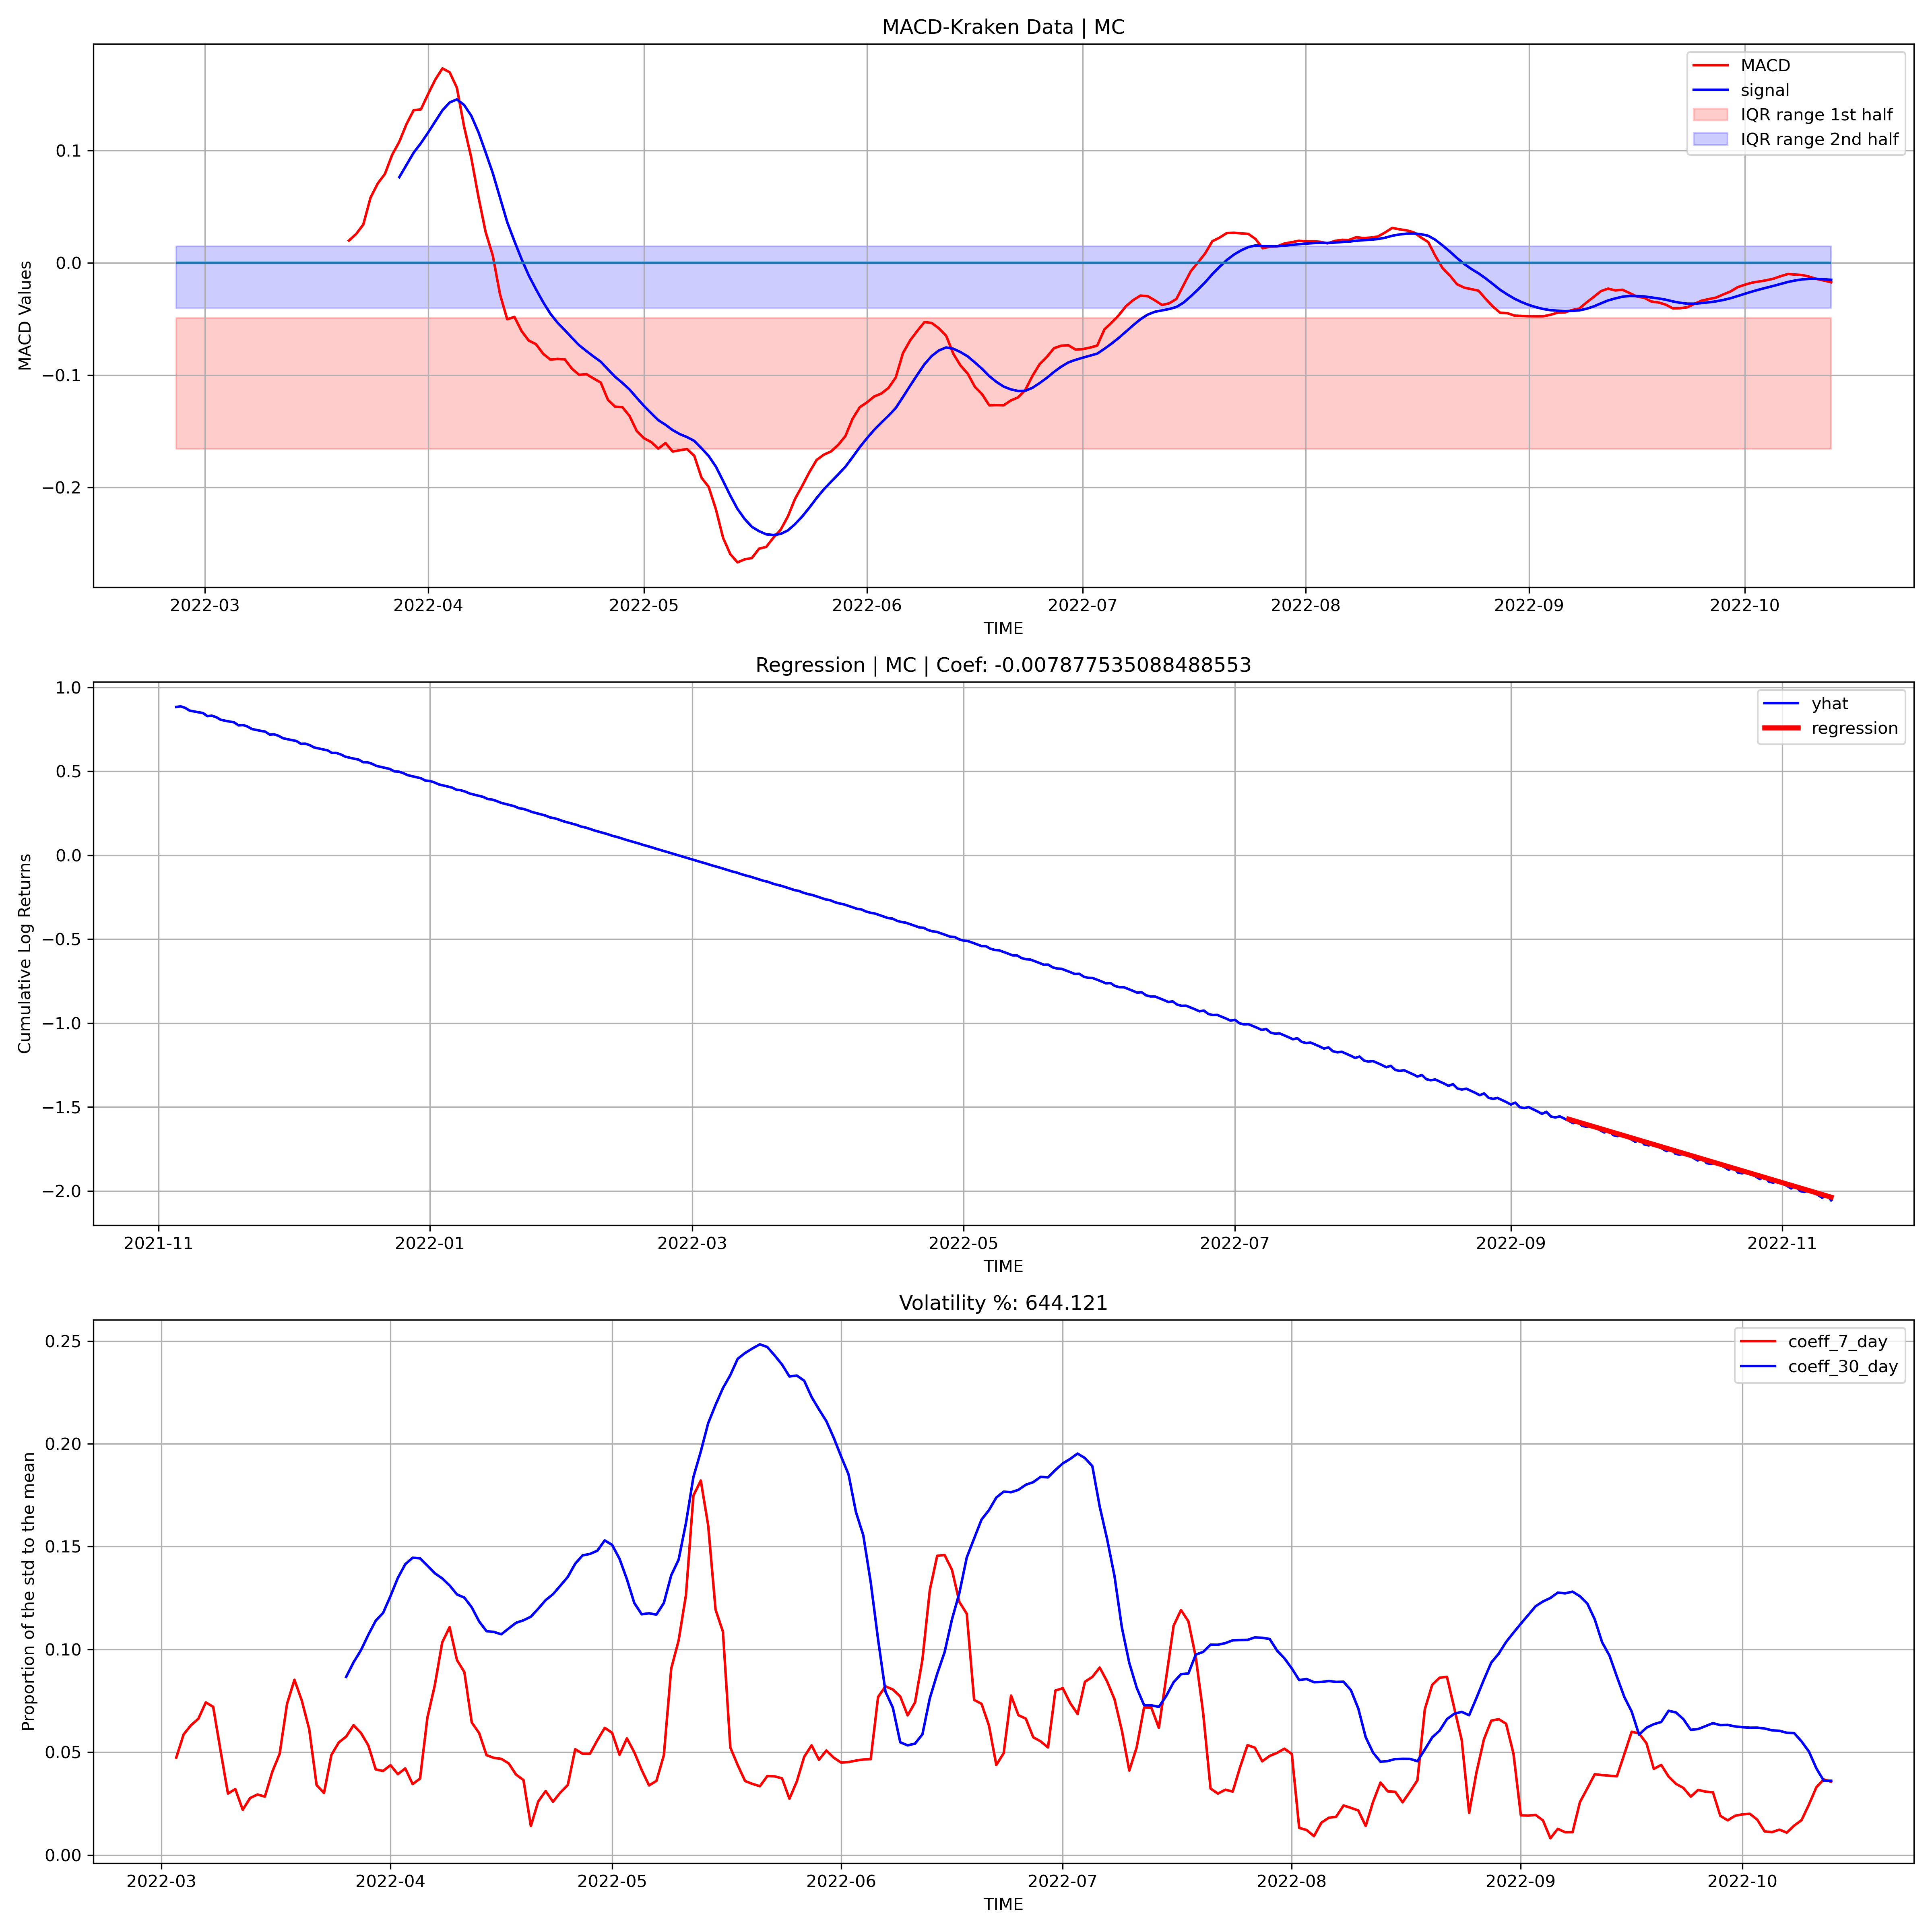 MACD-Kraken Data | MC
MACD
signal
IQR range 1st half
IQR range 2nd half
MACD Values
0.1
0.0
−0.1
−0.2
2022-03 2022-04 2022-05 2022-06 2022-07 2022-08 2022-09 2022-10
TIME
Regression | MC | Coef: -0.007877535088488553
yhat
regression
Cumulative Log Returns
1.0
0.5
0.0
−0.5
−1.0
−1.5
−2.0
2021-11 2022-01 2022-03 2022-05 2022-07 2022-09 2022-11
TIME
Volatility %: 644.121
coeff_7_day
coeff_30_day
Proportion of the std to the mean
0.25
0.20
0.15
0.10
0.05
0.00
2022-03 2022-04 2022-05 2022-06 2022-07 2022-08 2022-09 2022-10
TIME